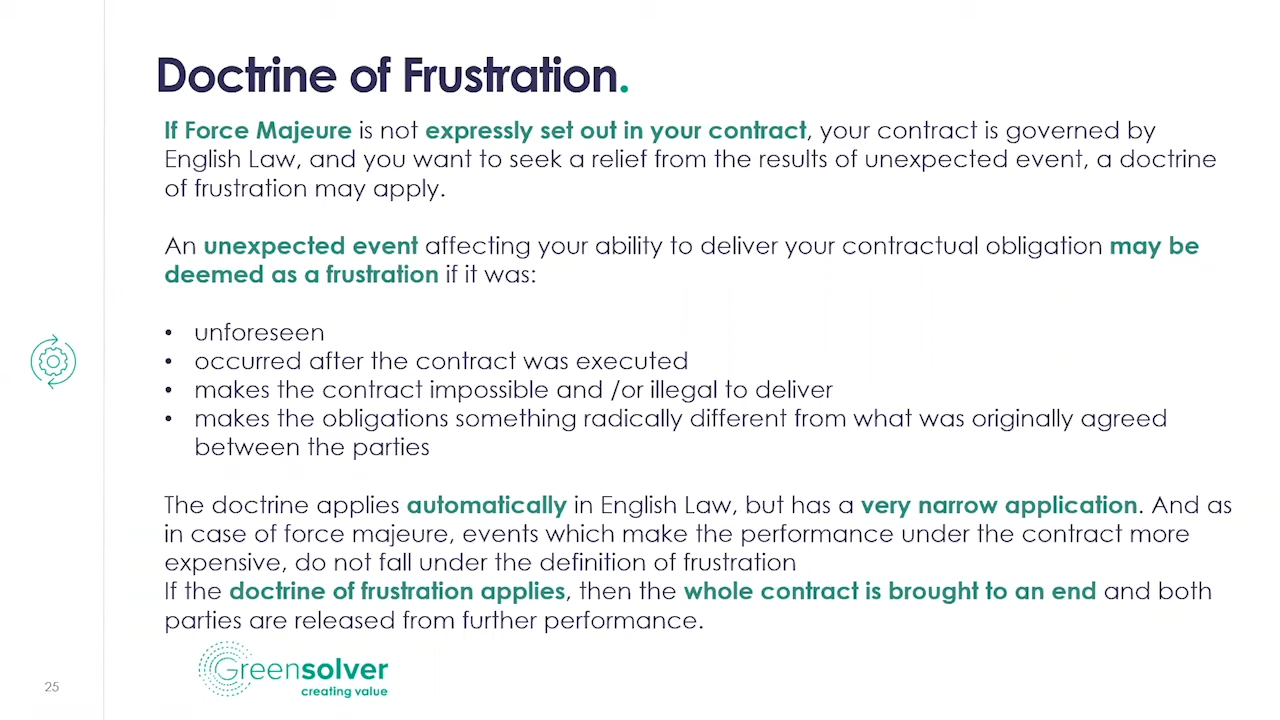 Doctrine of Frustration.
If Force Majeure is not expressly set out in your contract, your contract is governed by
English Law, and you want to seek a relief from the results of unexpected event, a doctrine
of frustration may apply.
An unexpected event affecting your ability to deliver your contractual obligation may be
deemed as a frustration if it was:
• unforeseen
• occurred after the contract was executed
• makes the contract impossible and /or illegal to deliver
• makes the obligations something radically different from what was originally agreed
between the parties
The doctrine applies automatically in English Law, but has a very narrow application. And as
in case of force majeure, events which make the performance under the contract more
expensive, do not fall under the definition of frustration
If the doctrine of frustration applies, then the whole contract is brought to an end and both
parties are released from further performance.
Greensolver
creating value
25